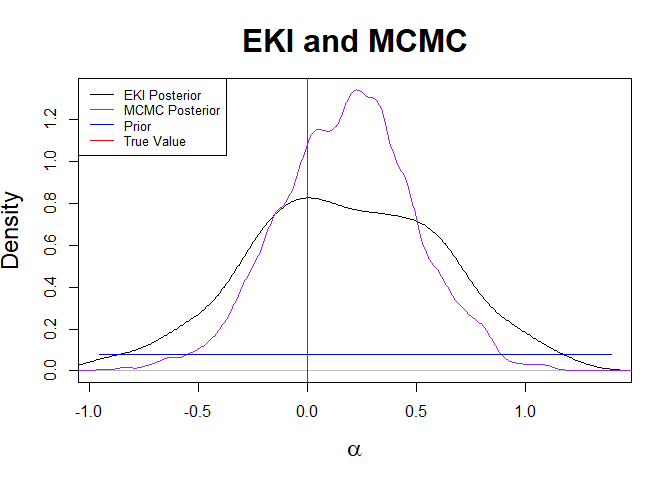 EKI and MCMC
EKI Posterior
MCMC Posterior
Prior
True Value
Density
0.0 0.2 0.4 0.6 0.8 1.0 1.2
-1.0 -0.5 0.0 0.5 1.0
α